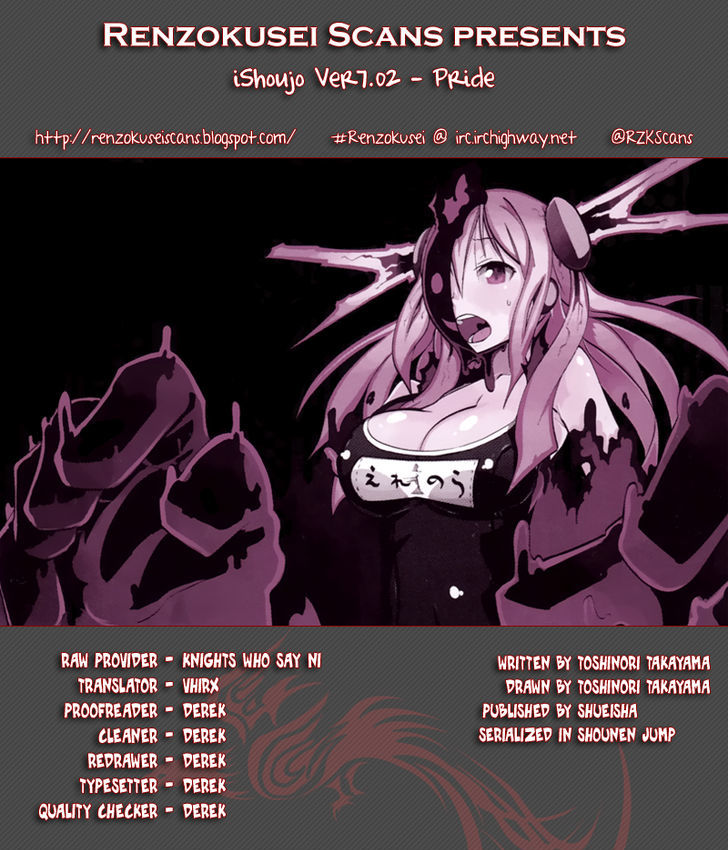 Renzokusei Scans presents
iShoujo Ver7.02 - Pride
http://renzokuseiscans.blogspot.com/ #Renzokusei @ irc.irchighway.net @RZKScans
えれのら
RAW PROVIDER - KNIGHTS WHO SAY NI
TRANSLATOR - VHIRX
PROOFREADER - DEREK
CLEANER - DEREK
REDRAWER - DEREK
TYPESETTER - DEREK
QUALITY CHECKER - DEREK
WRITTEN BY TOSHINORI TAKAYAMA
DRAWN BY TOSHINORI TAKAYAMA
PUBLISHED BY SHUEISHA
SERIALIZED IN SHOUNEN JUMP